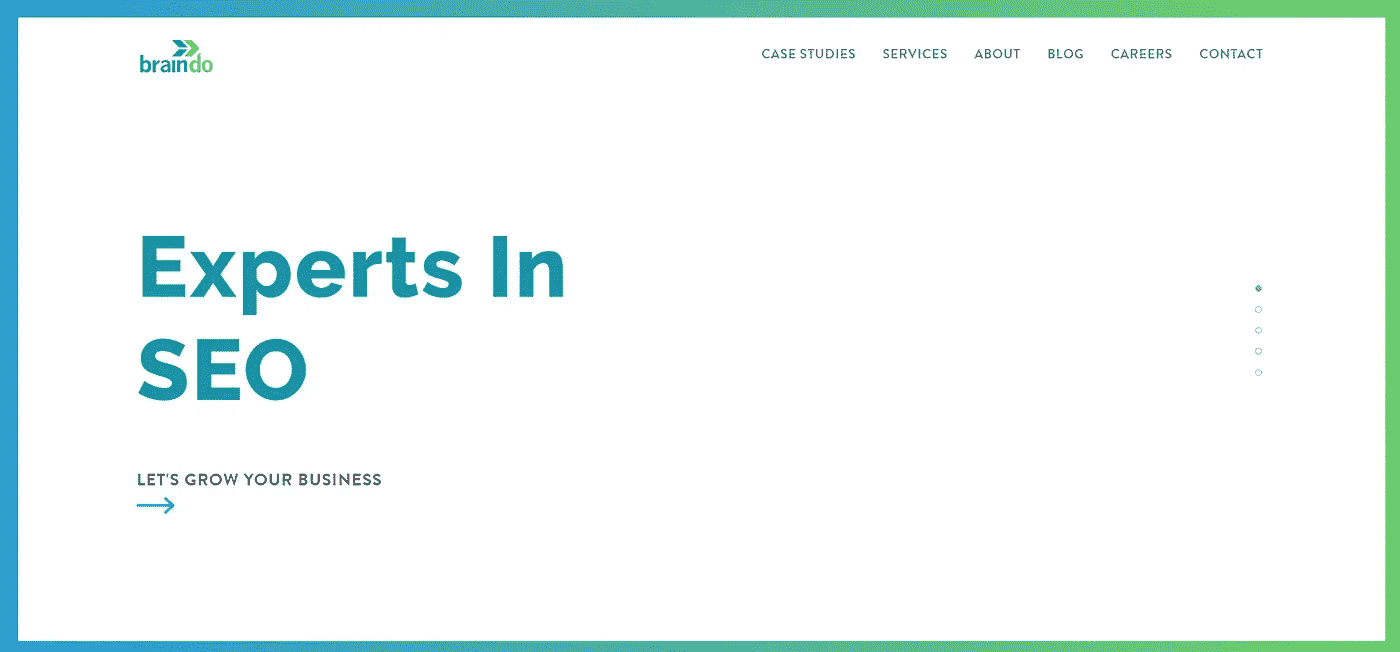 braindo
CASE STUDIES SERVICES ABOUT BLOG CAREERS CONTACT
Experts In
SEO
LET'S GROW YOUR BUSINESS